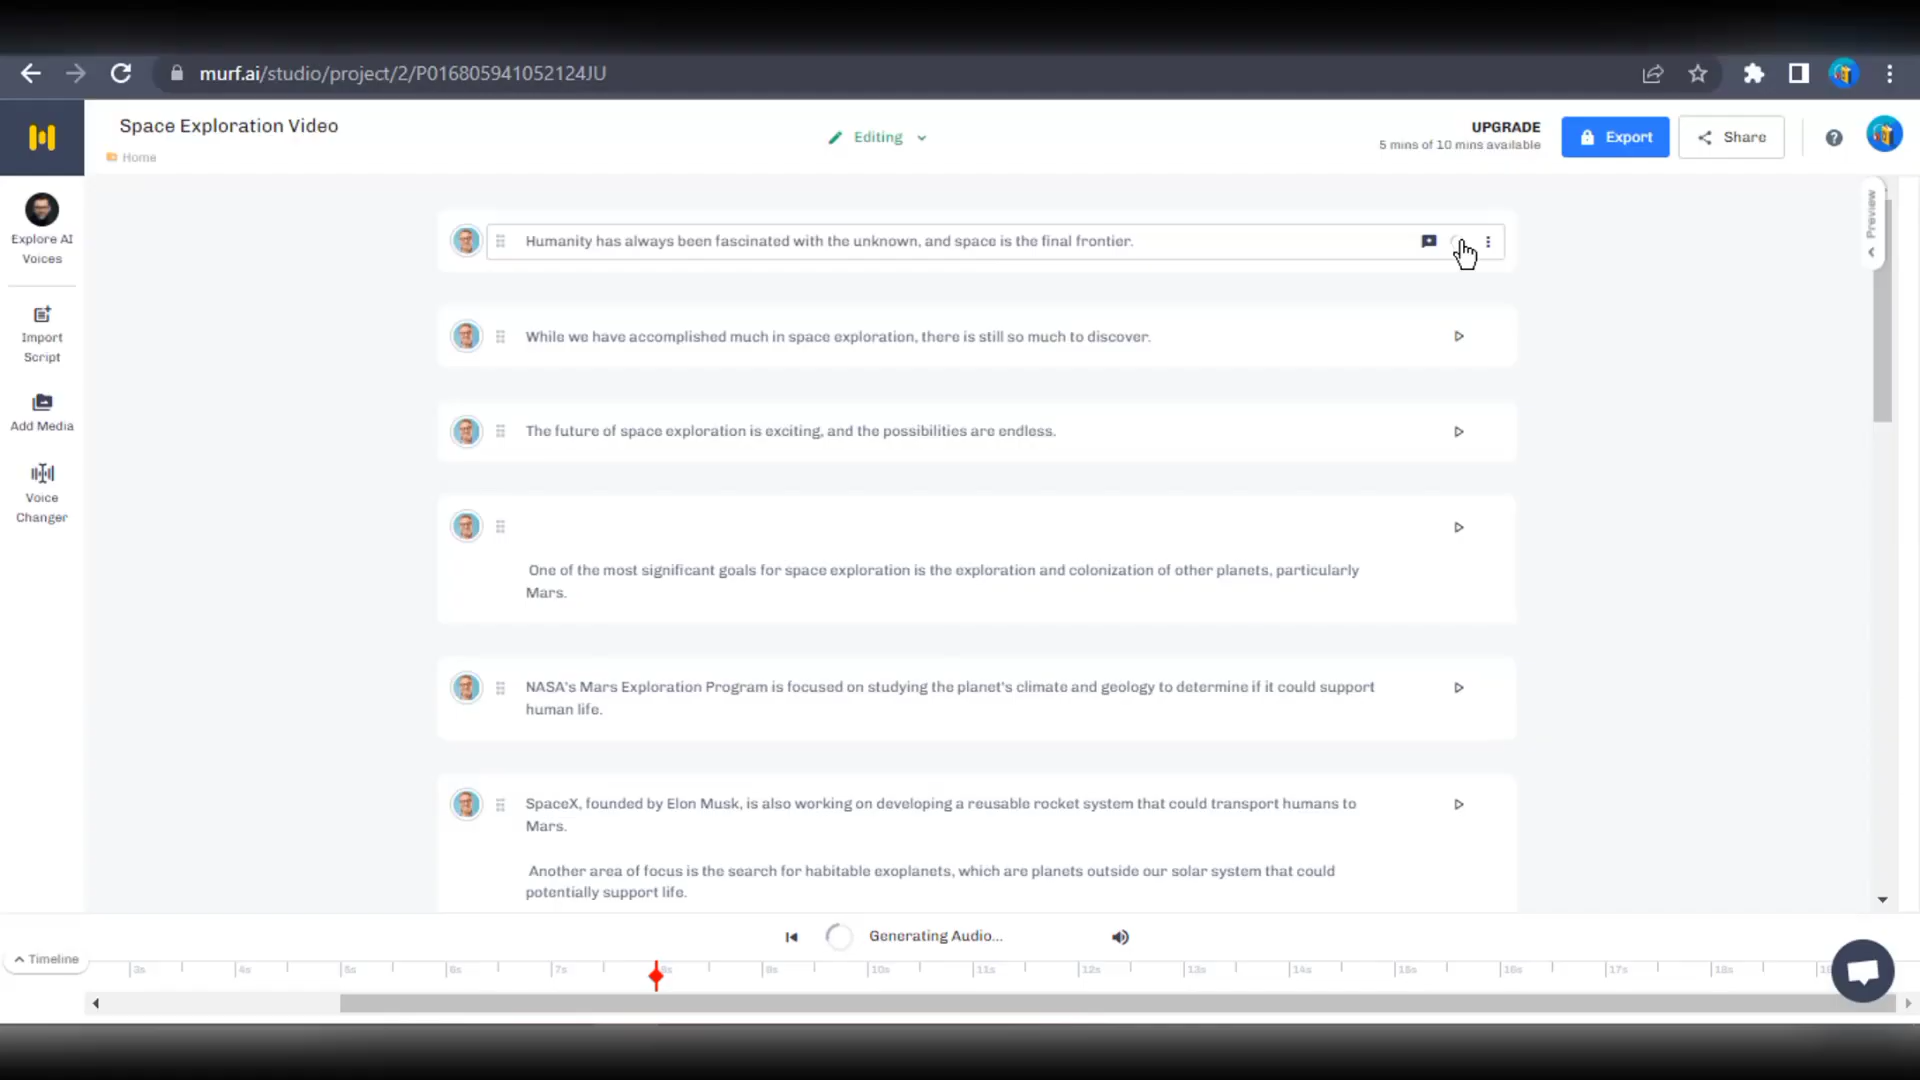 murf.ai/studio/project/2/P016805941052124JU
Space Exploration Video
Home
Editing
UPGRADE
5 mins of 10 mins available
Export
Share
Explore AI
Voices
Import
Script
Add Media
Voice
Changer
Preview
Humanity has always been fascinated with the unknown, and space is the final frontier.
While we have accomplished much in space exploration, there is still so much to discover.
The future of space exploration is exciting, and the possibilities are endless.
One of the most significant goals for space exploration is the exploration and colonization of other planets, particularly
Mars.
NASA's Mars Exploration Program is focused on studying the planet's climate and geology to determine if it could support
human life.
SpaceX, founded by Elon Musk, is also working on developing a reusable rocket system that could transport humans to
Mars.
Another area of focus is the search for habitable exoplanets, which are planets outside our solar system that could
potentially support life.
Generating Audio...
Timeline
3s 4s 5s 6s 7s 8s 9s 10s 11s 12s 13s 14s 15s 16s 17s 18s